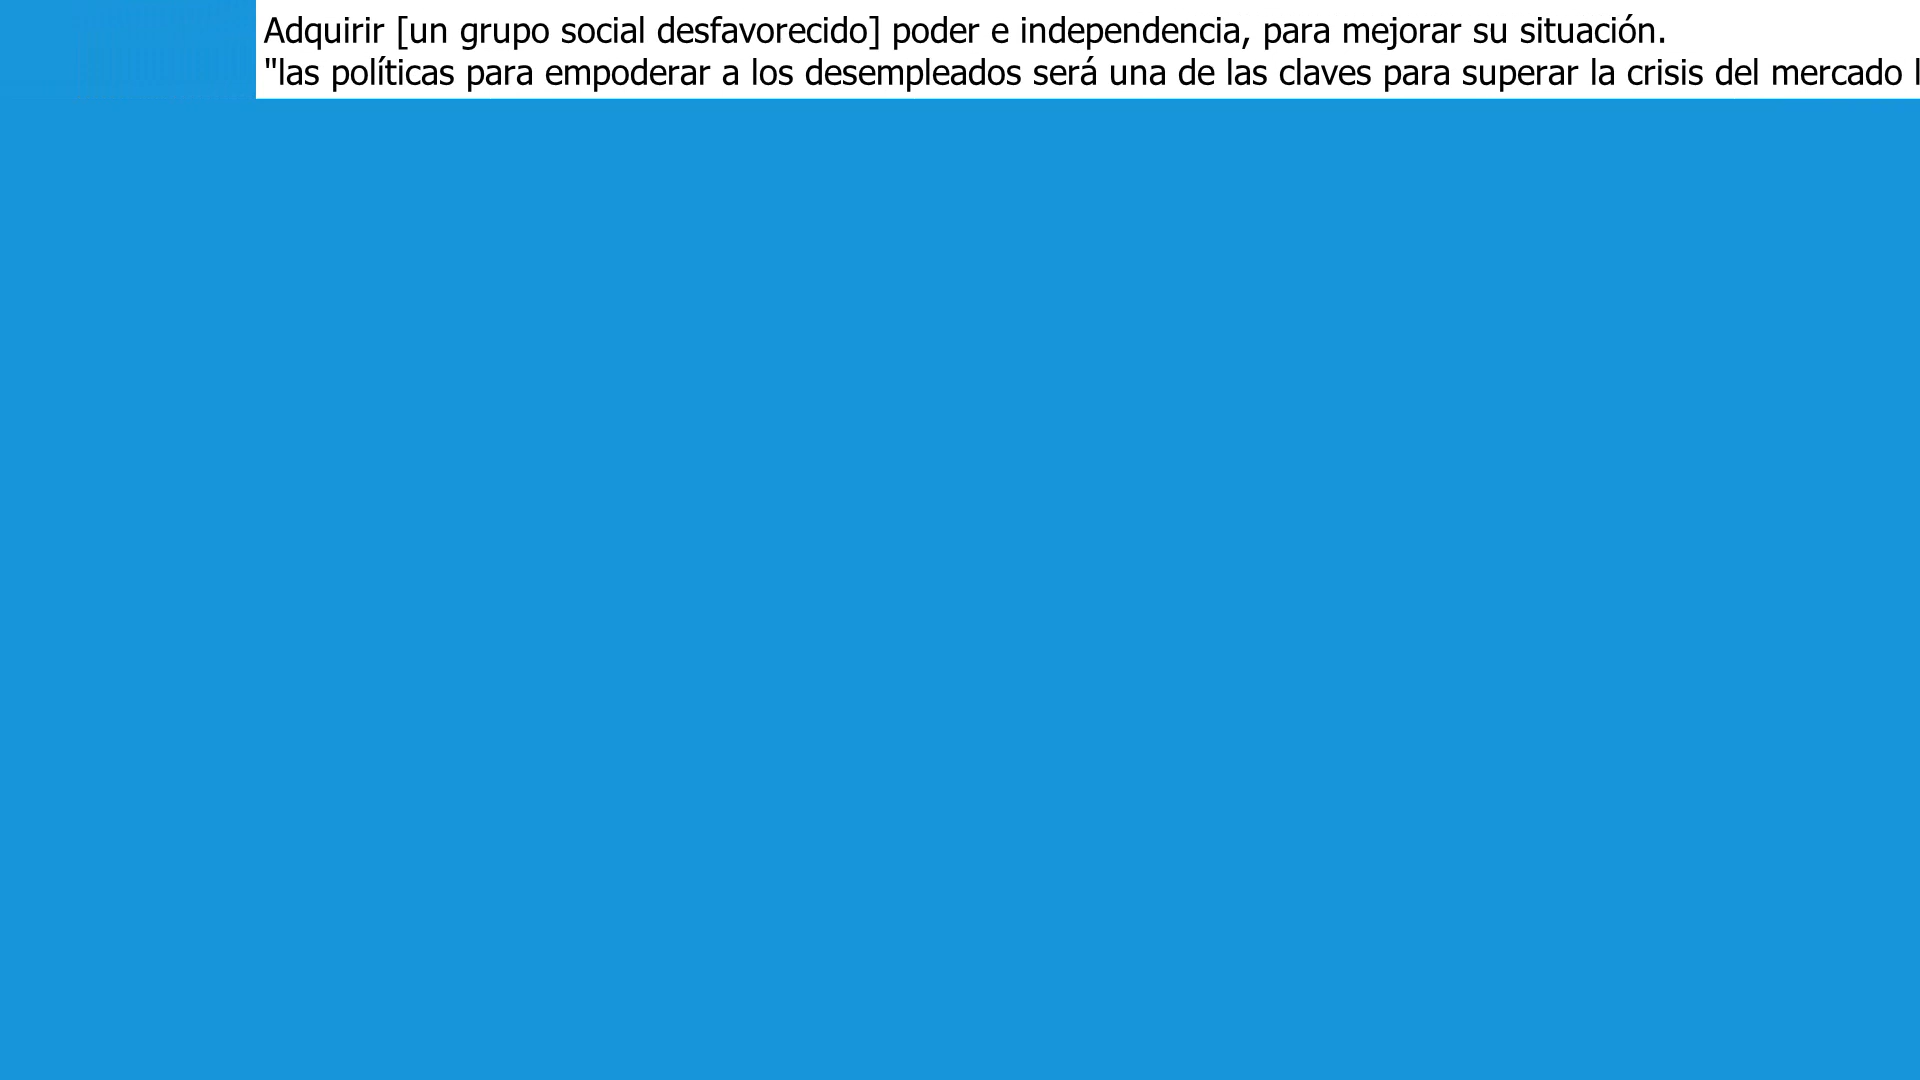 Adquirir [un grupo social desfavorecido] poder e independencia, para mejorar su situación.
"las políticas para empoderar a los desempleados será una de las claves para superar la crisis del mercado